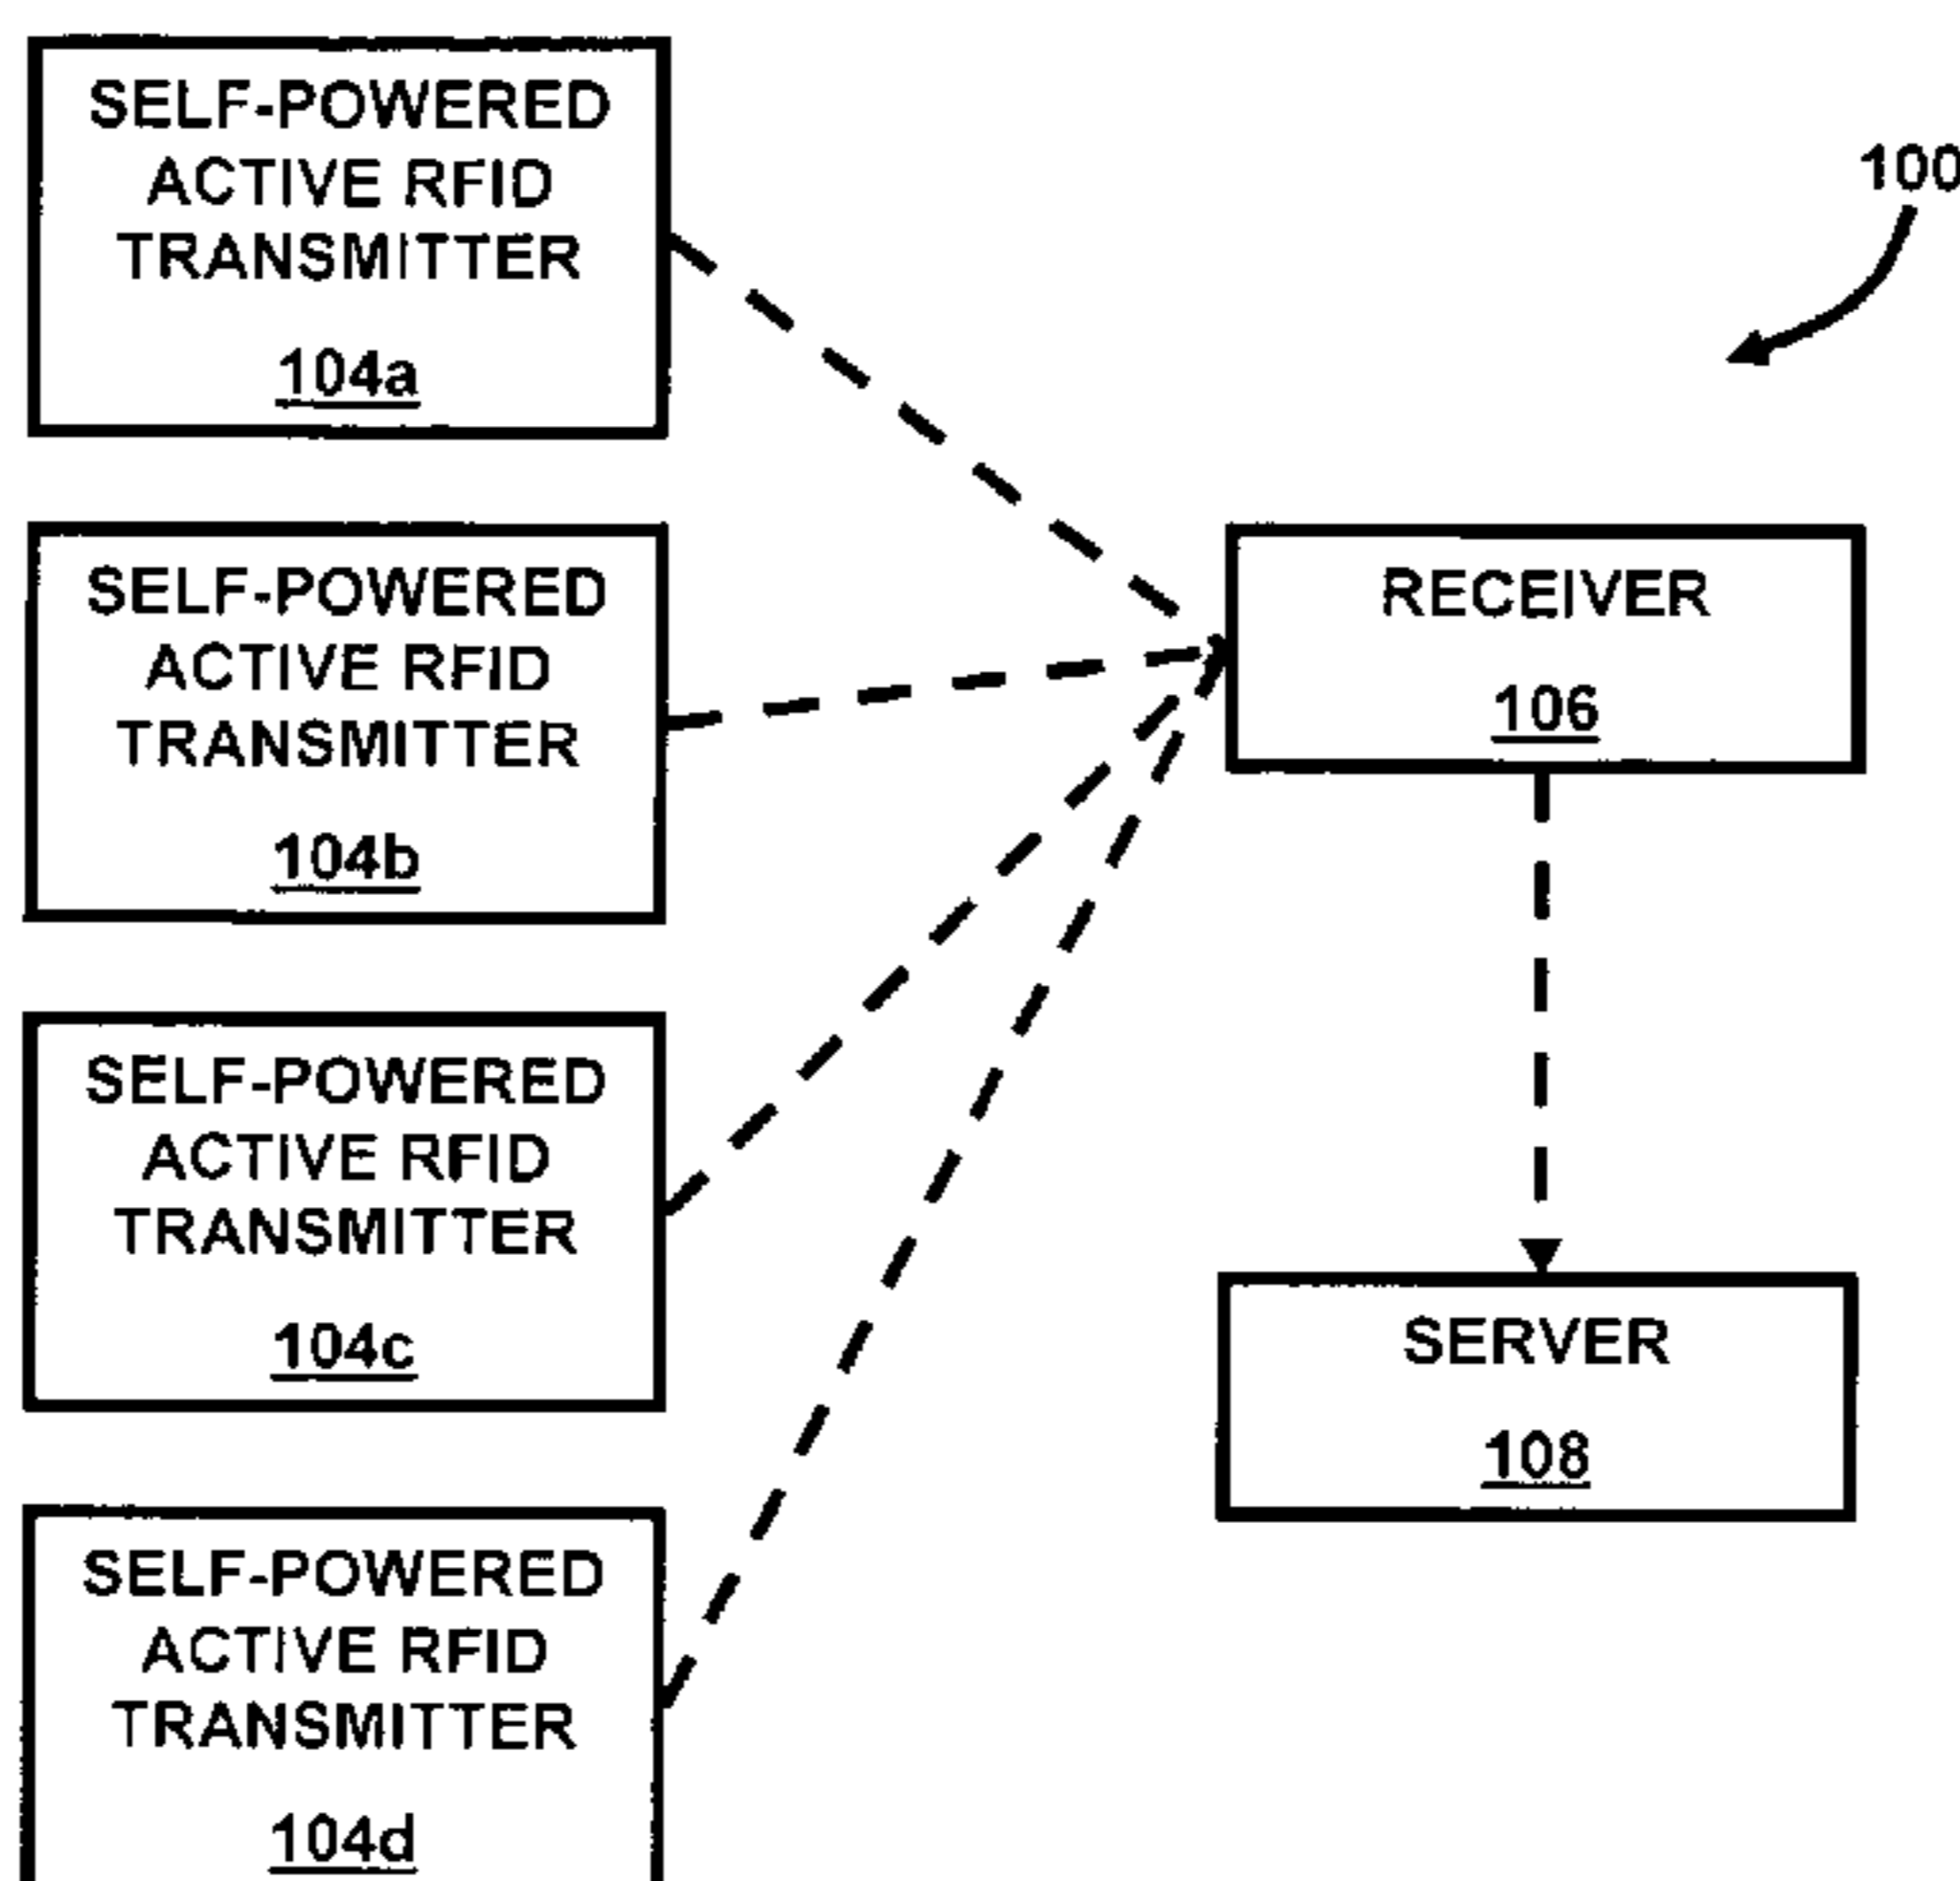 SELF-POWERED
ACTIVE RFID
TRANSMITTER
104a
100
SELF-POWERED
ACTIVE RFID
TRANSMITTER
104b
RECEIVER
106
SELF-POWERED
ACTIVE RFID
TRANSMITTER
104c
SERVER
108
SELF-POWERED
ACTIVE RFID
TRANSMITTER
104d